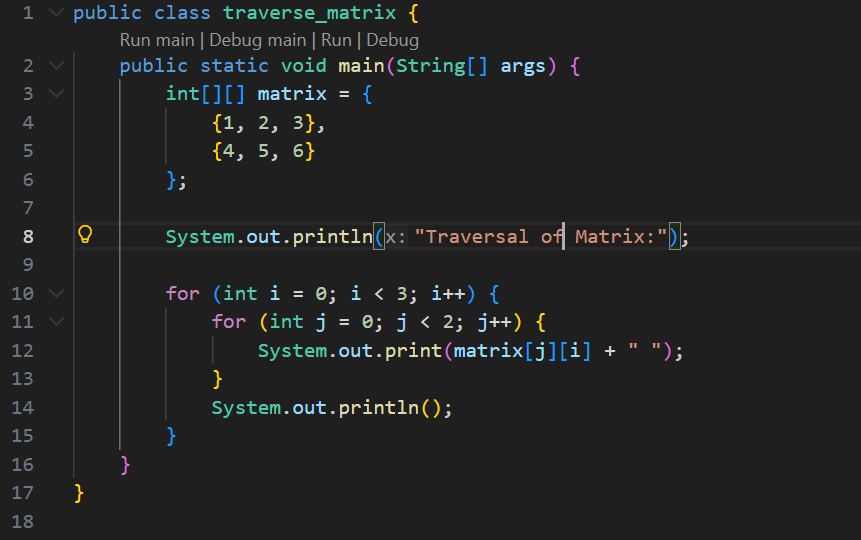 1 public class traverse_matrix {
Run main | Debug main | Run | Debug
2 public static void main(String[] args) {
3 int[][] matrix = {
4 {1, 2, 3},
5 {4, 5, 6}
6 };
7
8 System.out.println(x: "Traversal of Matrix:");
9
10 for (int i = 0; i < 3; i++) {
11 for (int j = 0; j < 2; j++) {
12 System.out.print(matrix[j][i] + " ");
13 }
14 System.out.println();
15 }
16 }
17 }
18